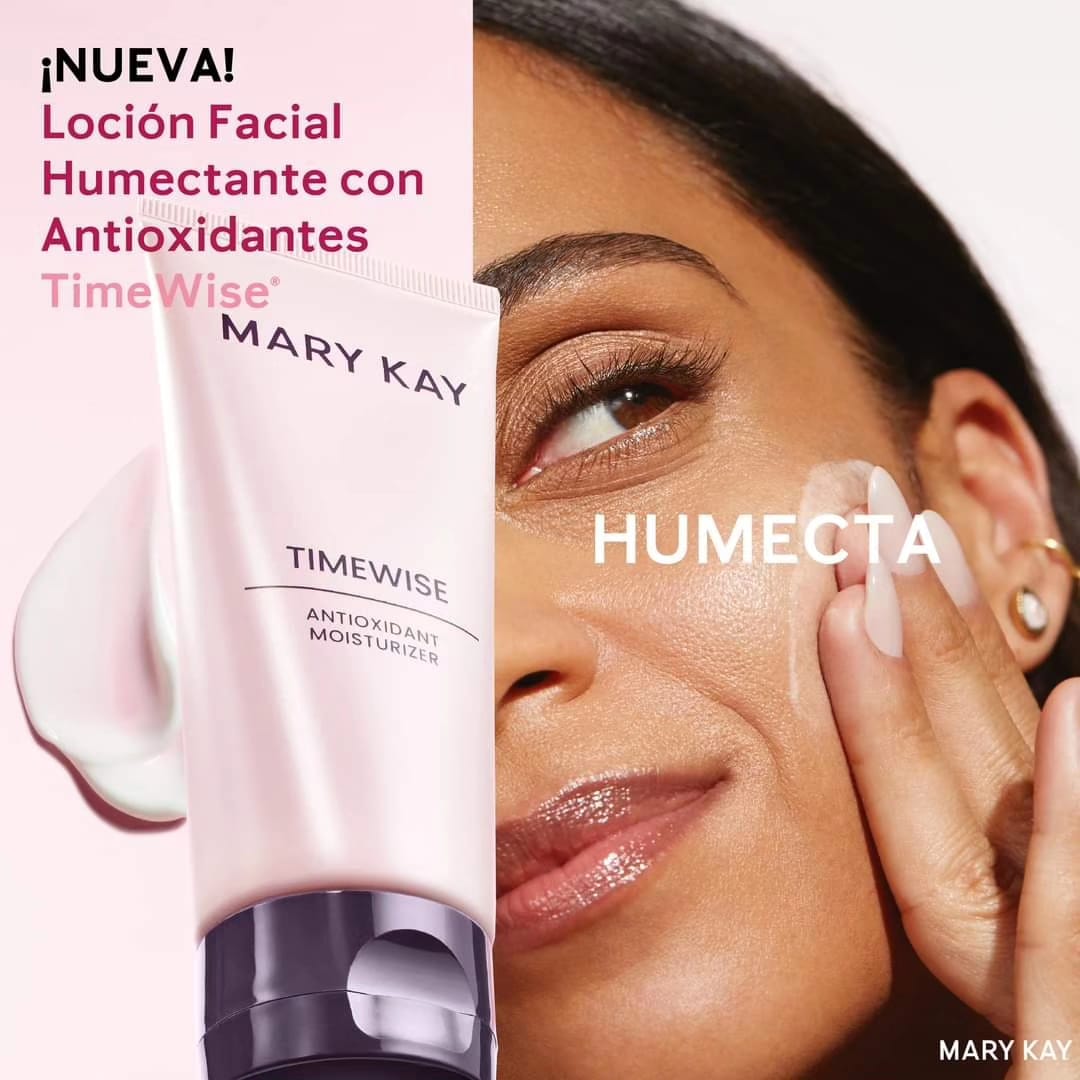 ¡NUEVA!
Loción Facial
Humectante con
Antioxidantes
TimeWise®
MARY KAY
TIMEWISE
ANTIOXIDANT
MOISTURIZER
HUMECTA
MARY KAY